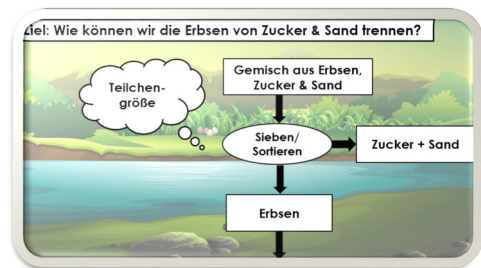 Ziel: Wie können wir die Erbsen von Zucker & Sand trennen?
Teilchen-
größe
Gemisch aus Erbsen,
Zucker & Sand
Sieben/
Sortieren
Zucker + Sand
Erbsen